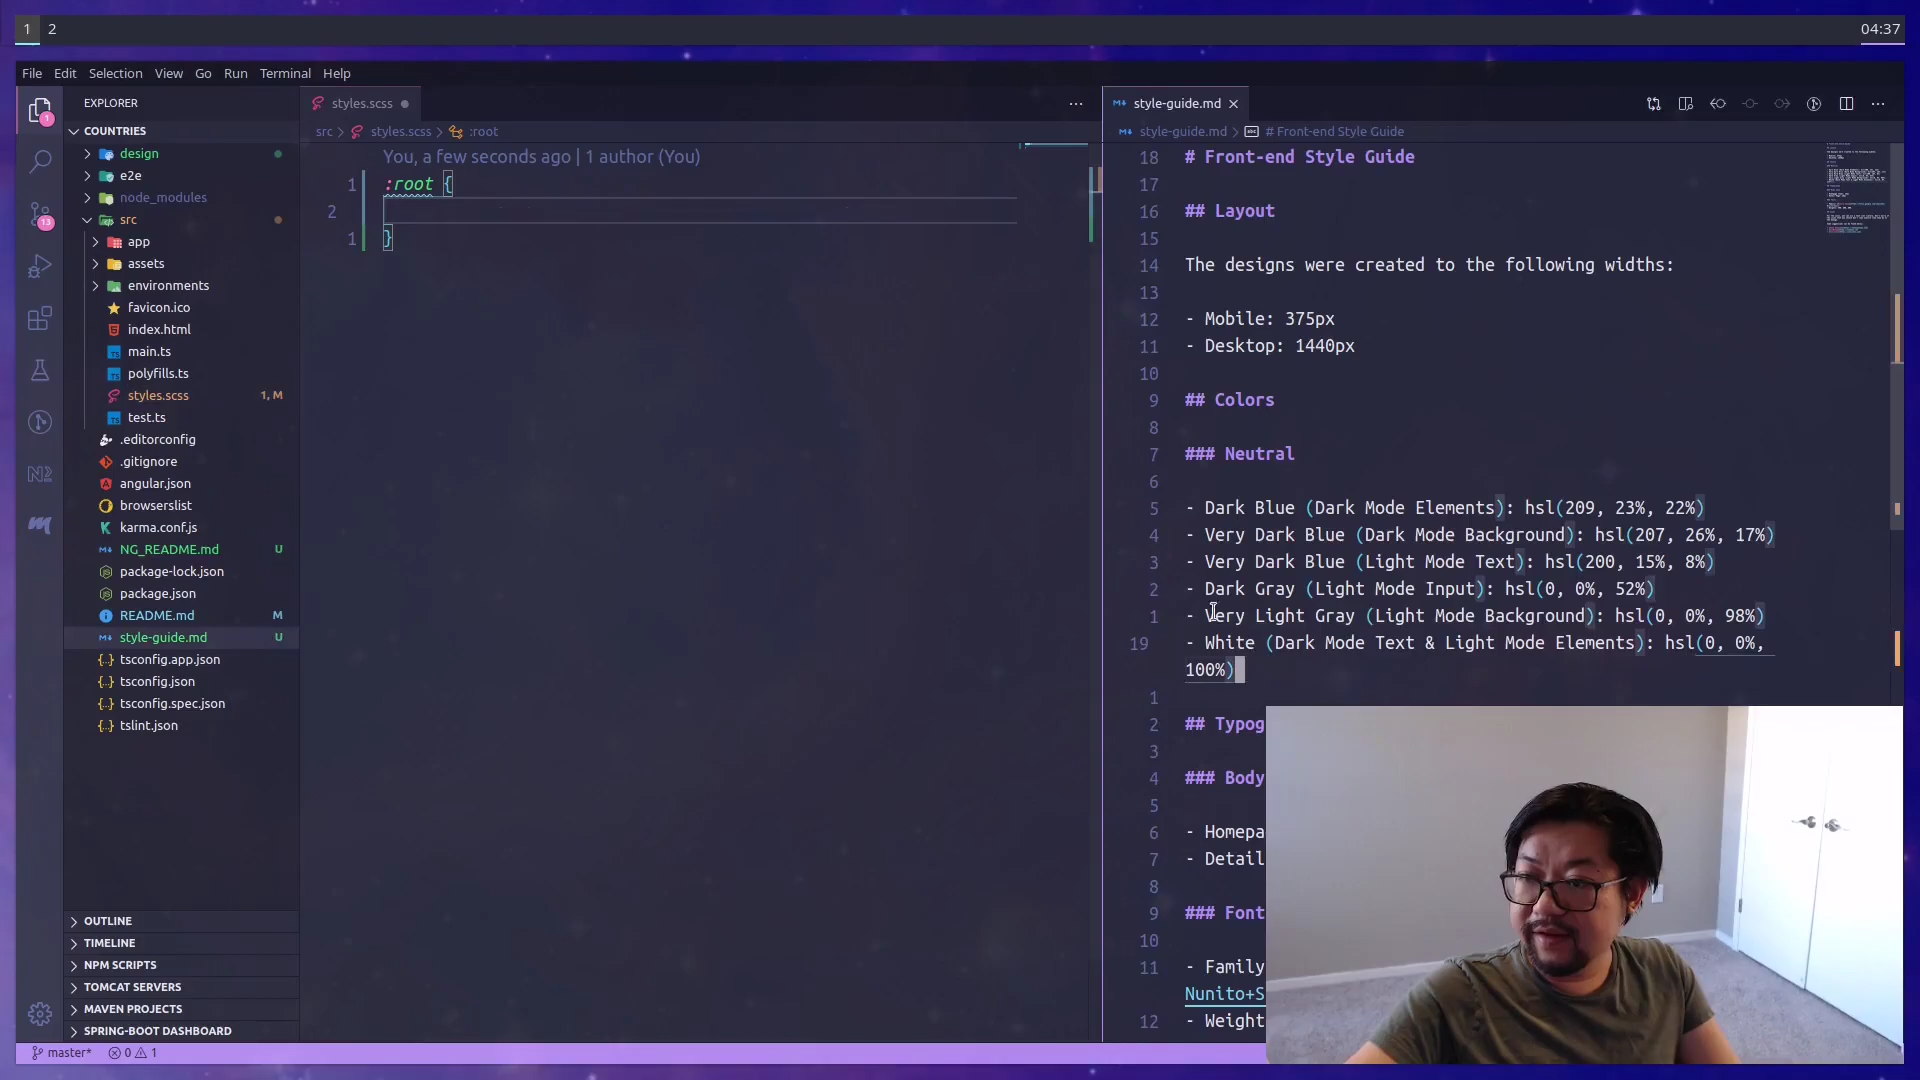 1 2 04:37
File Edit Selection View Go Run Terminal Help
EXPLORER
COUNTRIES
design
e2e
node_modules
src
app
assets
environments
favicon.ico
index.html
main.ts
polyfills.ts
styles.scss 1, M
test.ts
.editorconfig
.gitignore
angular.json
browserslist
karma.conf.js
NG_README.md U
package-lock.json
package.json
README.md M
style-guide.md U
tsconfig.app.json
tsconfig.json
tsconfig.spec.json
tslint.json
OUTLINE
TIMELINE
NPM SCRIPTS
TOMCAT SERVERS
MAVEN PROJECTS
SPRING-BOOT DASHBOARD
1
13
master* 0 1
styles.scss
src > styles.scss > :root
You, a few seconds ago | 1 author (You)
1 :root {
2
1 }
style-guide.md
style-guide.md > # Front-end Style Guide
18 # Front-end Style Guide
17
16 ## Layout
15
14 The designs were created to the following widths:
13
12 - Mobile: 375px
11 - Desktop: 1440px
10
9 ## Colors
8
7 ### Neutral
6
5 - Dark Blue (Dark Mode Elements): hsl(209, 23%, 22%)
4 - Very Dark Blue (Dark Mode Background): hsl(207, 26%, 17%)
3 - Very Dark Blue (Light Mode Text): hsl(200, 15%, 8%)
2 - Dark Gray (Light Mode Input): hsl(0, 0%, 52%)
1 - Very Light Gray (Light Mode Background): hsl(0, 0%, 98%)
19 - White (Dark Mode Text & Light Mode Elements): hsl(0, 0%,
100%)
1
2 ## Typog
3
4 ### Body
5
6 - Homepa
7 - Detail
8
9 ### Font
10
11 - Family
Nunito+S
12 - Weight